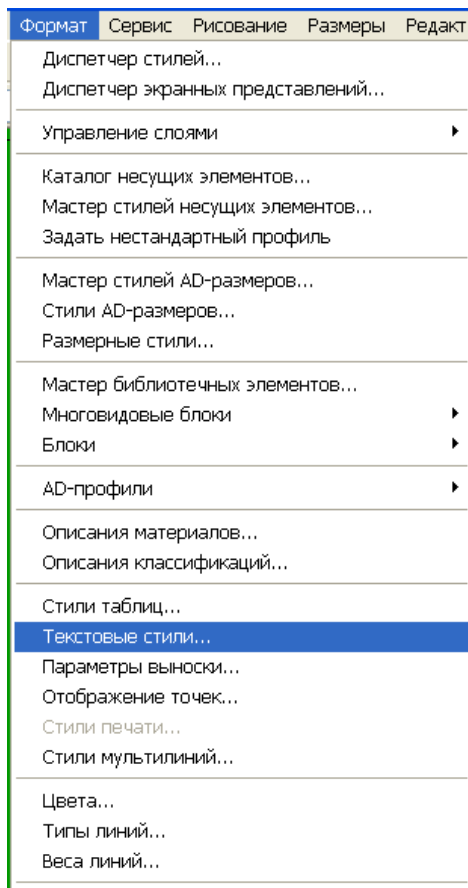 Формат Сервис Рисование Размеры Редакт
Диспетчер стилей...
Диспетчер экранных представлений...
Управление слоями
Каталог несущих элементов...
Мастер стилей несущих элементов...
Задать нестандартный профиль
Мастер стилей AD-размеров...
Стили AD-размеров...
Размерные стили...
Мастер библиотечных элементов...
Многовидовые блоки
Блоки
AD-профили
Описания материалов...
Описания классификаций...
Стили таблиц...
Текстовые стили...
Параметры выноски...
Отображение точек...
Стили печати...
Стили мультилиний...
Цвета...
Типы линий...
Веса линий...